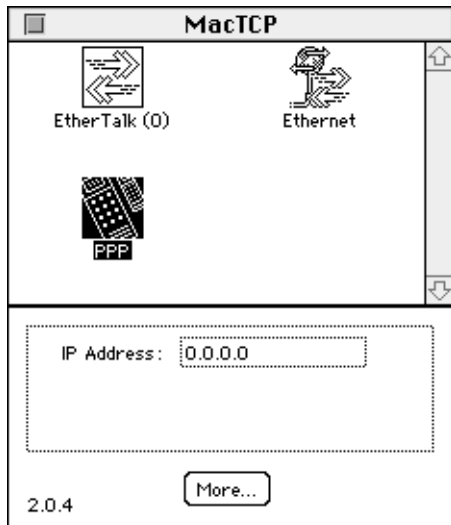 MacTCP
EtherTalk (0)
Ethernet
PPP
IP Address: 0.0.0.0
More...
2.0.4